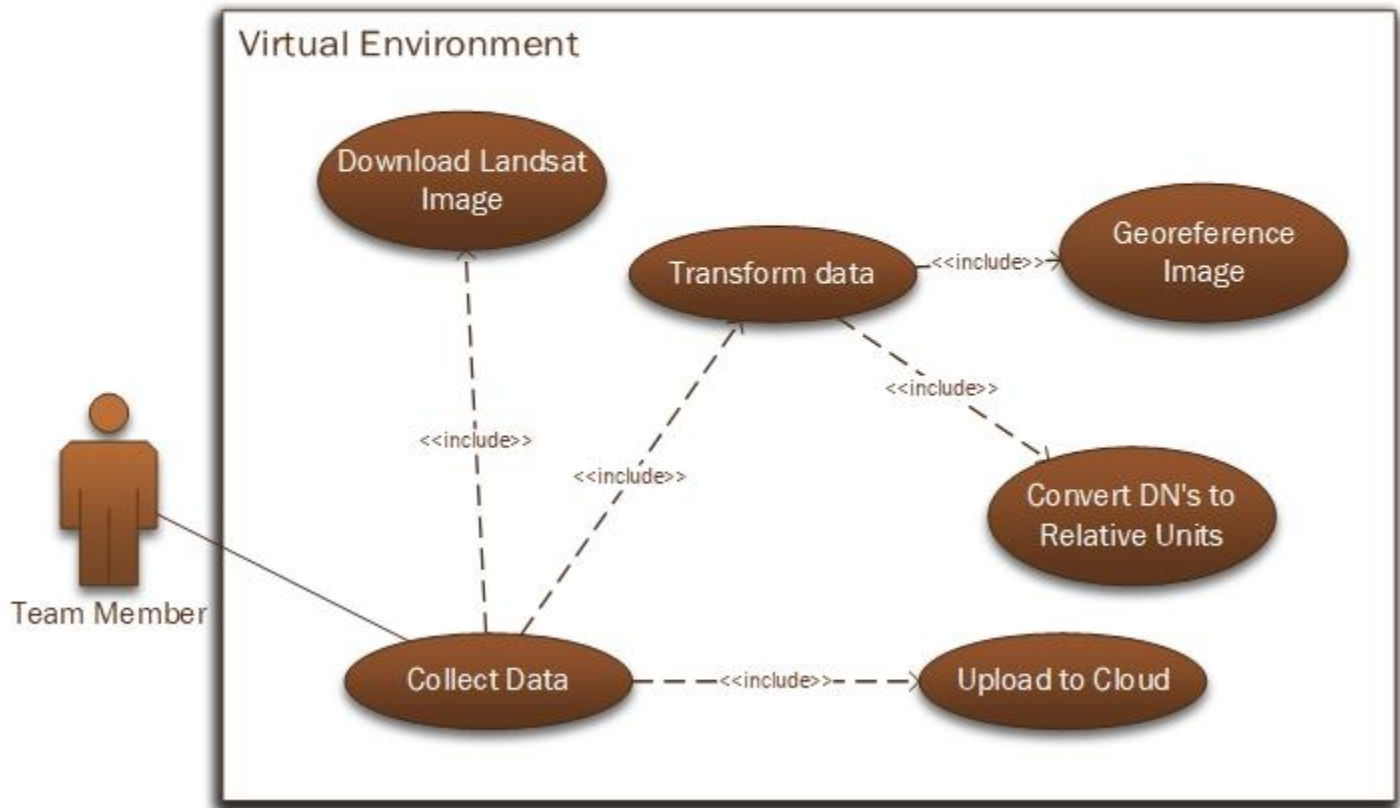 Virtual Environment
Download Landsat
Image
Transform data
<<include>>
Georeference
Image
<<include>>
<<include>>
<<include>>
Convert DN's to
Relative Units
Team Member
Collect Data
<<include>>
Upload to Cloud